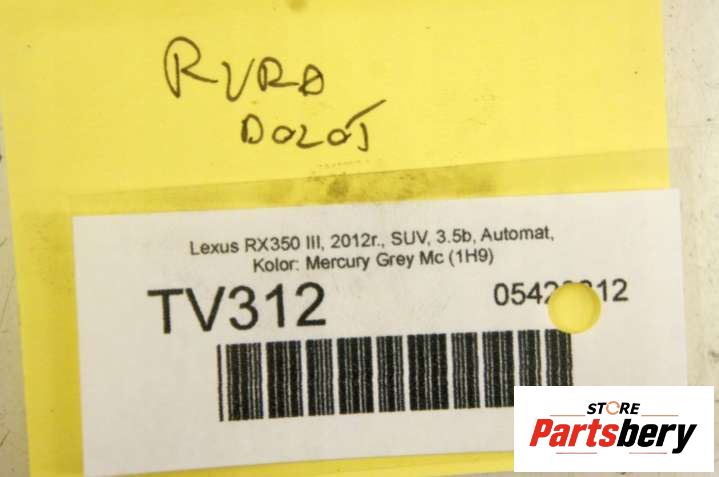 RURA
DOLOT
Lexus RX350 III, 2012r., SUV, 3.5b, Automat,
Kolor: Mercury Grey Mc (1H9)
TV312
STORE
Partsbery